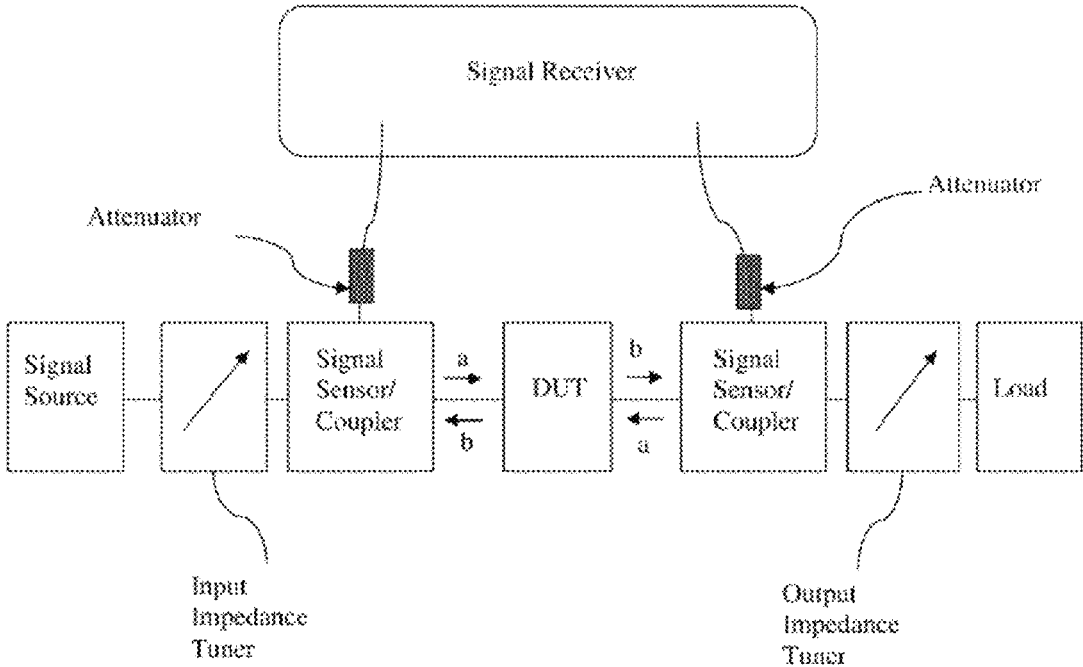 Signal Receiver
Attenuator
Attenuator
Signal
Source
Signal
Sensor/
Coupler
a
b
DUT
b
a
Signal
Sensor/
Coupler
Load
Input
Impedance
Tuner
Output
Impedance
Tuner